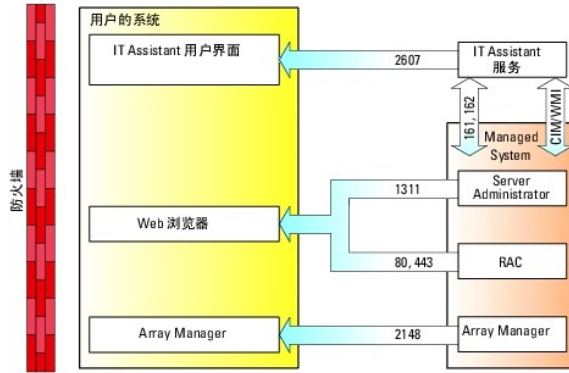 防火墙
用户的系统
IT Assistant 用户界面
2607
IT Assistant
服务
161, 162
CIM/WMI
Managed
System
1311
Server
Administrator
Web 浏览器
80, 443
RAC
Array Manager
2148
Array Manager